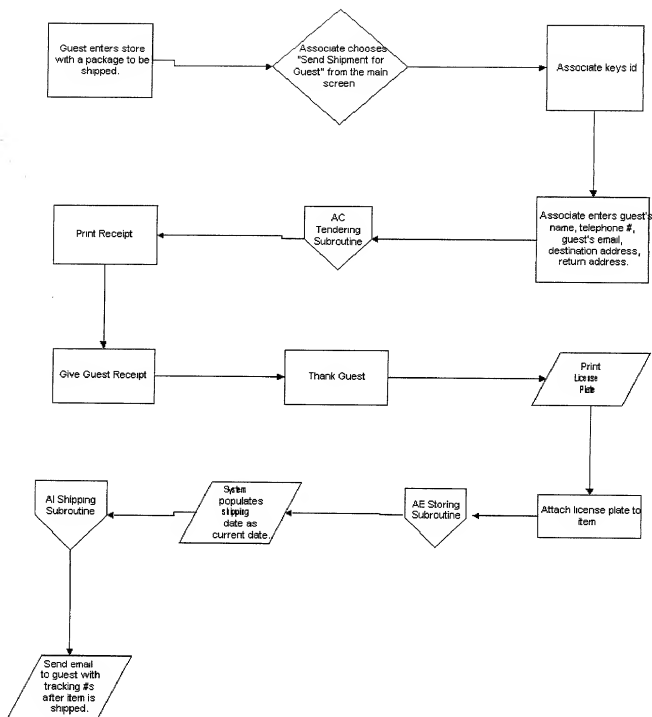 Guest enters store
with a package to be
shipped.
Associate chooses
"Send Shipment for
Guest" from the main
screen
Associate keys id
Associate enters guest's
name, telephone #,
guest's email,
destination address,
return address.
AC
Tendering
Subroutine
Print Receipt
Give Guest Receipt
Thank Guest
Print
License
Plate
Attach license plate to
item
AE Storing
Subroutine
System
populates
shipping
date as
current date.
AI Shipping
Subroutine
Send email
to guest with
tracking #s
after item is
shipped.